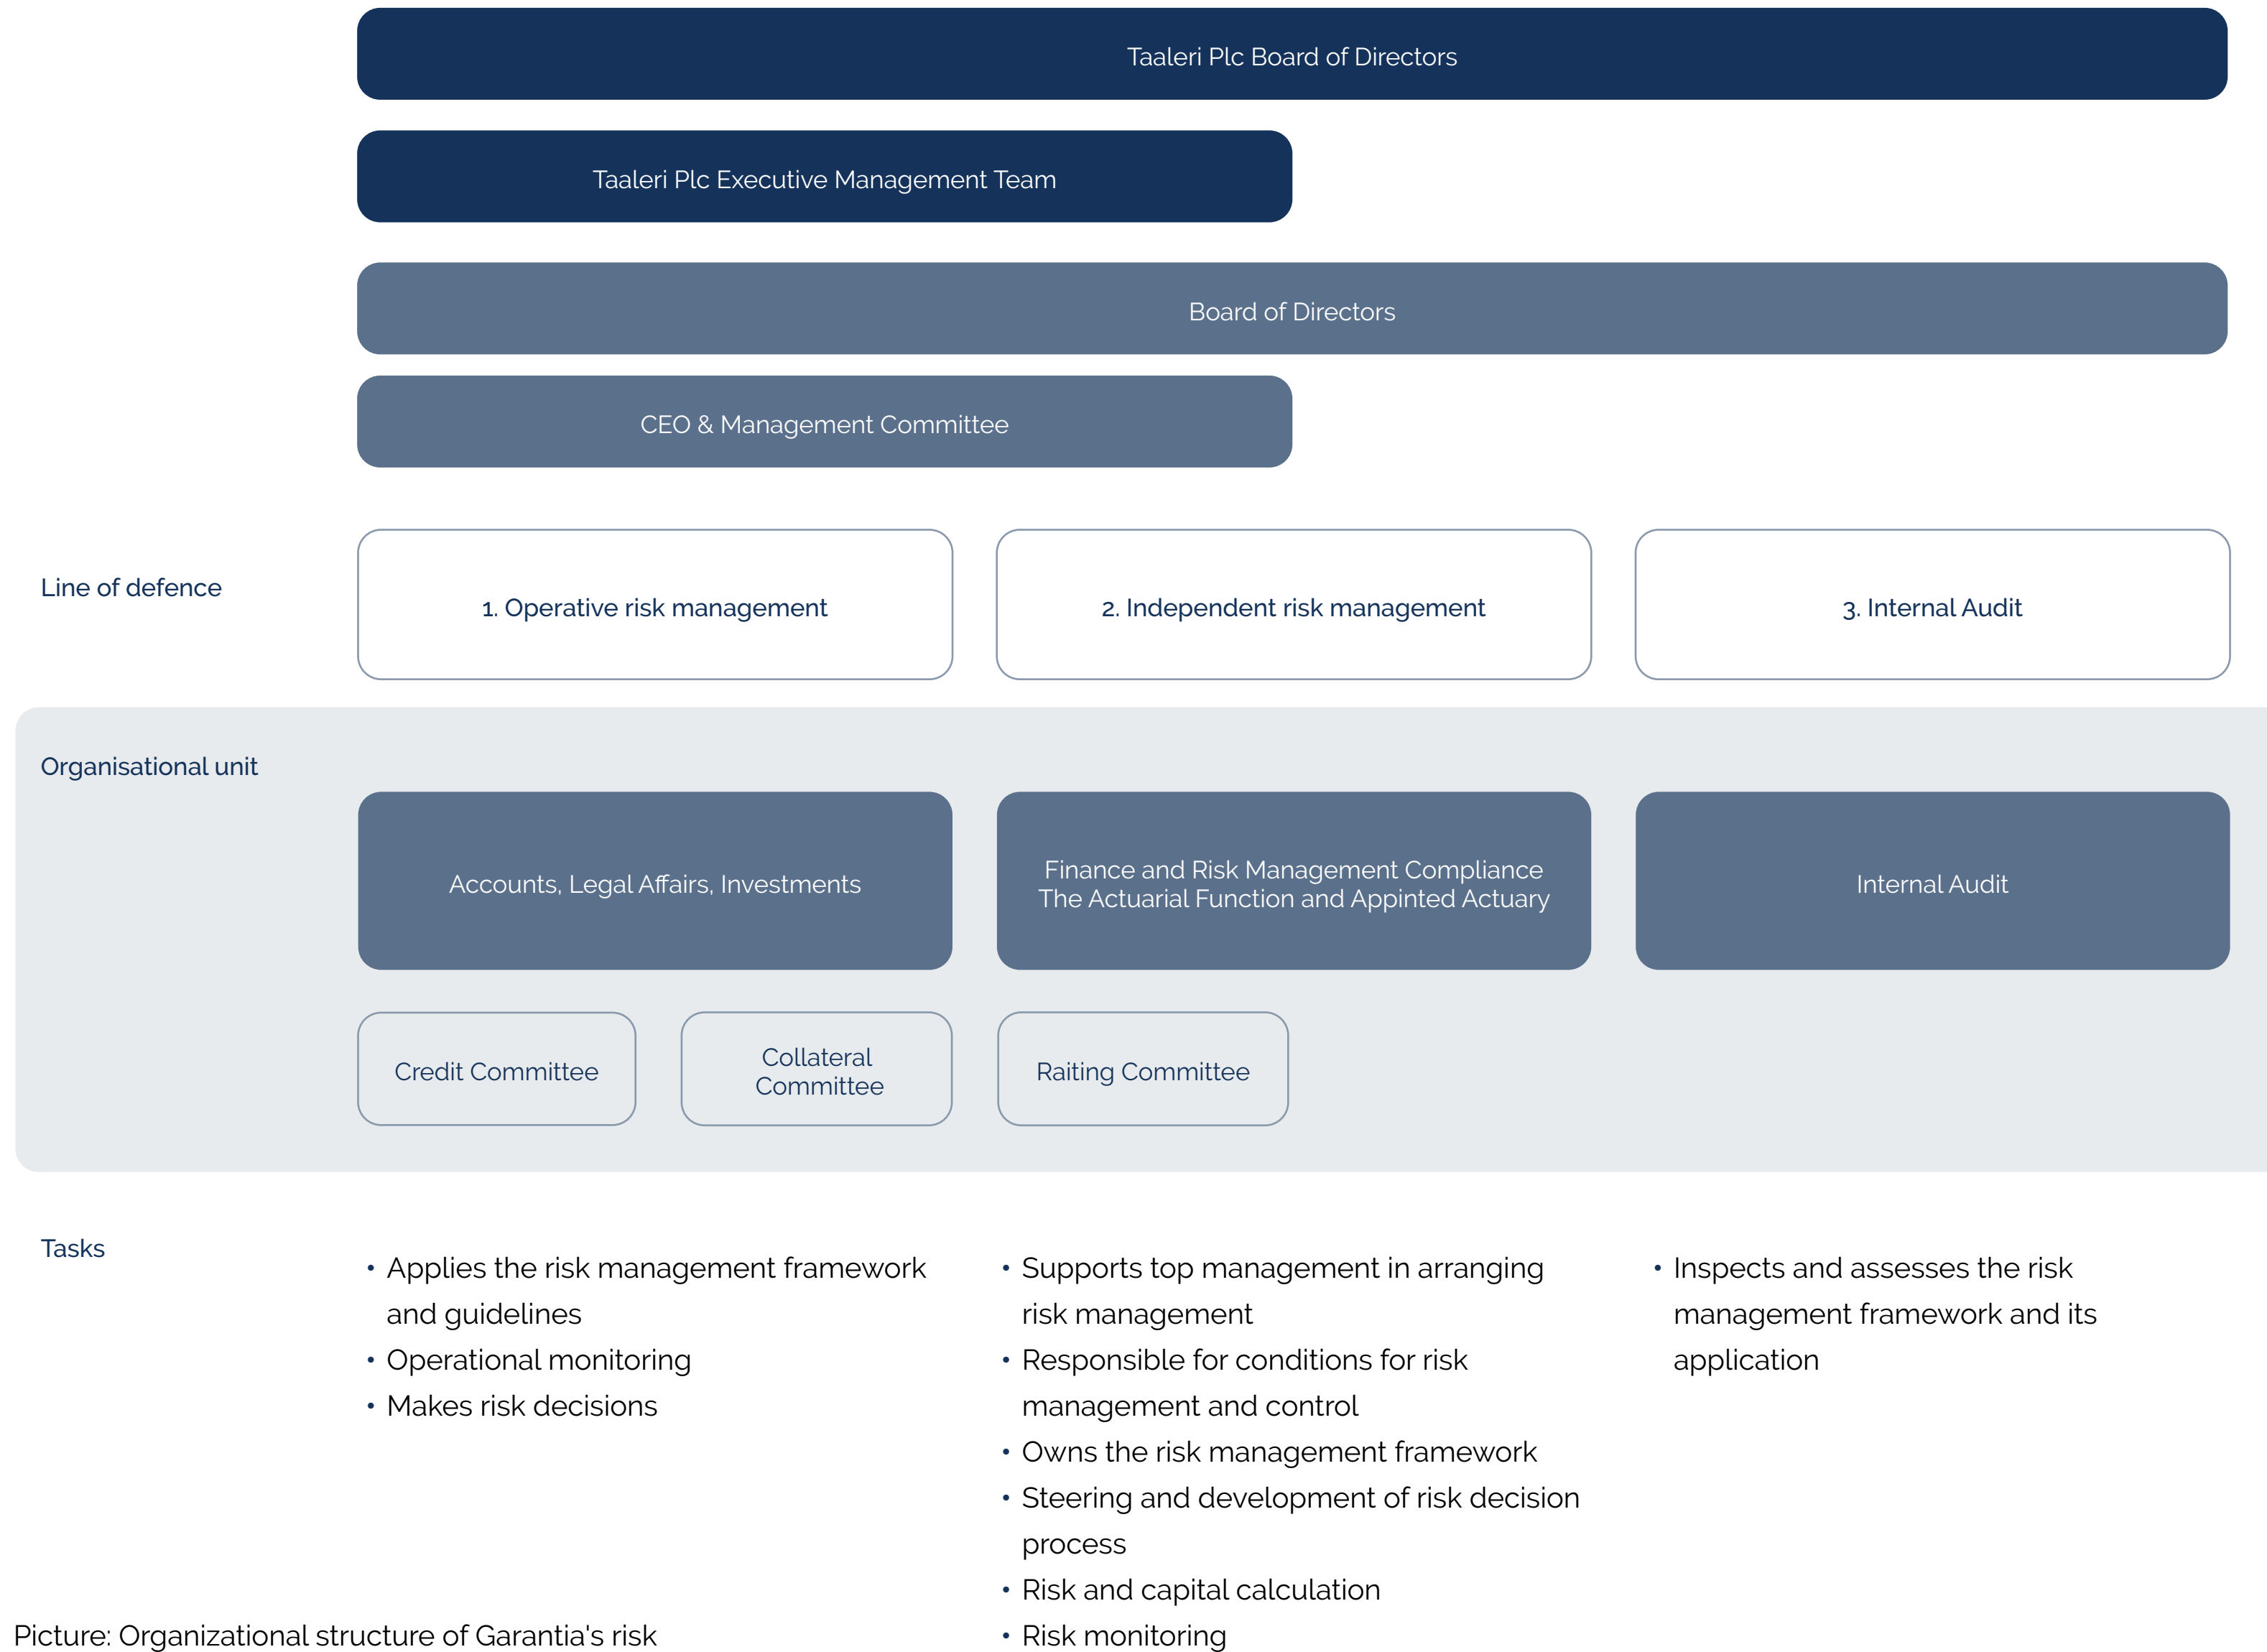 Taaleri Plc Board of Directors
Taaleri Plc Executive Management Team
Board of Directors
CEO & Management Committee
Line of defence
1. Operative risk management
2. Independent risk management
3. Internal Audit
Organisational unit
Accounts, Legal Affairs, Investments
Finance and Risk Management Compliance
The Actuarial Function and Appinted Actuary
Internal Audit
Credit Committee
Collateral
Committee
Raiting Committee
Tasks
• Applies the risk management framework
and guidelines
• Operational monitoring
• Makes risk decisions
• Supports top management in arranging
risk management
• Responsible for conditions for risk
management and control
• Owns the risk management framework
• Steering and development of risk decision
process
• Risk and capital calculation
• Risk monitoring
• Inspects and assesses the risk
management framework and its
application
Picture: Organizational structure of Garantia's risk